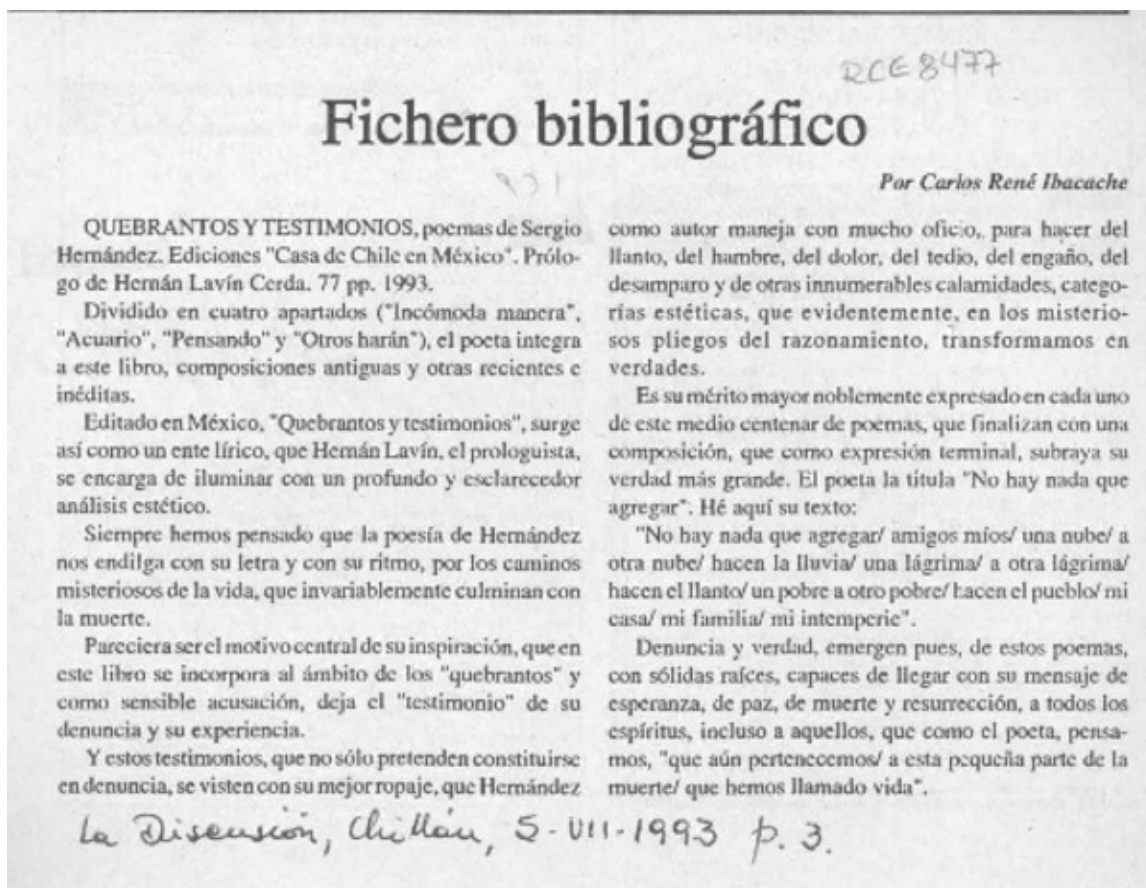 RCE8477
Fichero bibliográfico
Por Carlos René Ibacache
QUEBRANTOS Y TESTIMONIOS, poemas de Sergio
Hernández. Ediciones "Casa de Chile en México". Prólo-
go de Hernán Lavín Cerda. 77 pp. 1993.
Dividido en cuatro apartados ("Incómoda manera",
"Acuario", "Pensando" y "Otros harán"), el poeta integra
a este libro, composiciones antiguas y otras recientes e
inéditas.
Editado en México, "Quebrantos y testimonios", surge
así como un ente lírico, que Hernán Lavín, el prologuista,
se encarga de iluminar con un profundo y esclarecedor
análisis estético.
Siempre hemos pensado que la poesía de Hernández
nos endilga con su letra y con su ritmo, por los caminos
misteriosos de la vida, que invariablemente culminan con
la muerte.
Pareciera ser el motivo central de su inspiración, que en
este libro se incorpora al ámbito de los "quebrantos" y
como sensible acusación, deja el "testimonio" de su
denuncia y su experiencia.
Y estos testimonios, que no sólo pretenden constituirse
en denuncia, se visten con su mejor ropaje, que Hernández
como autor maneja con mucho oficio, para hacer del
llanto, del hambre, del dolor, del tedio, del engaño, del
desamparo y de otras innumerables calamidades, catego-
rías estéticas, que evidentemente, en los misterio-
sos pliegos del razonamiento, transformamos en
verdades.
Es su mérito mayor noblemente expresado en cada uno
de este medio centenar de poemas, que finalizan con una
composición, que como expresión terminal, subraya su
verdad más grande. El poeta la titula "No hay nada que
agregar". Hé aquí su texto:
"No hay nada que agregar/ amigos míos/ una nube/ a
otra nube/ hacen la lluvia/ una lágrima/ a otra lágrima/
hacen el llanto/ un pobre a otro pobre/ hacen el pueblo/ mi
casa/ mi familia/ mi intemperie".
Denuncia y verdad, emergen pues, de estos poemas,
con sólidas raíces, capaces de llegar con su mensaje de
esperanza, de paz, de muerte y resurrección, a todos los
espíritus, incluso a aquellos, que como el poeta, pensa-
mos, "que aún pertenecemos/ a esta pequeña parte de la
muerte/ que hemos llamado vida".
La Discusión, Chillán, 5-VII-1993 p. 3.